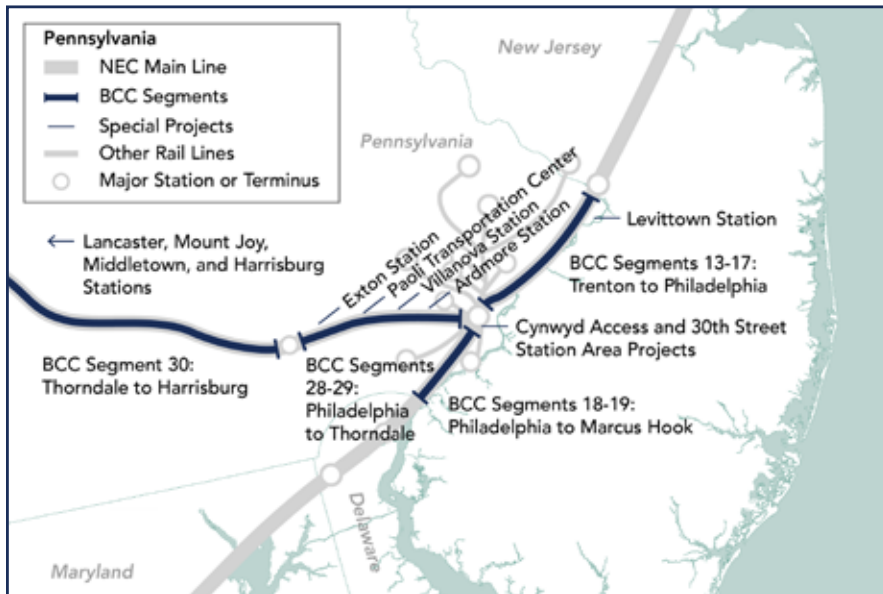 Pennsylvania
NEC Main Line
BCC Segments
Special Projects
Other Rail Lines
Major Station or Terminus
New Jersey
Pennsylvania
Lancaster, Mount Joy,
Middletown, and Harrisburg
Stations
Exton Station
Paoli Transportation Center
Villanova Station
Ardmore Station
Levittown Station
BCC Segments 13-17:
Trenton to Philadelphia
Cynwyd Access and 30th Street
Station Area Projects
BCC Segment 30:
Thorndale to Harrisburg
BCC Segments
28-29:
Philadelphia
to Thorndale
BCC Segments 18-19:
Philadelphia to Marcus Hook
Delaware
Maryland